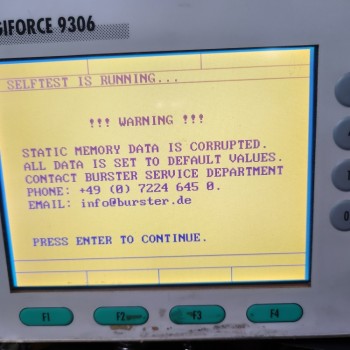 GIFORCE 9306
SELFTEST IS RUNNING...
!!! WARNING !!!
STATIC MEMORY DATA IS CORRUPTED.
ALL DATA IS SET TO DEFAULT VALUES.
CONTACT BURSTER SERVICE DEPARTMENT
PHONE: +49 (0) 7224 645 0.
EMAIL: info@burster.de
PRESS ENTER TO CONTINUE.
F1 F2 F3 F4